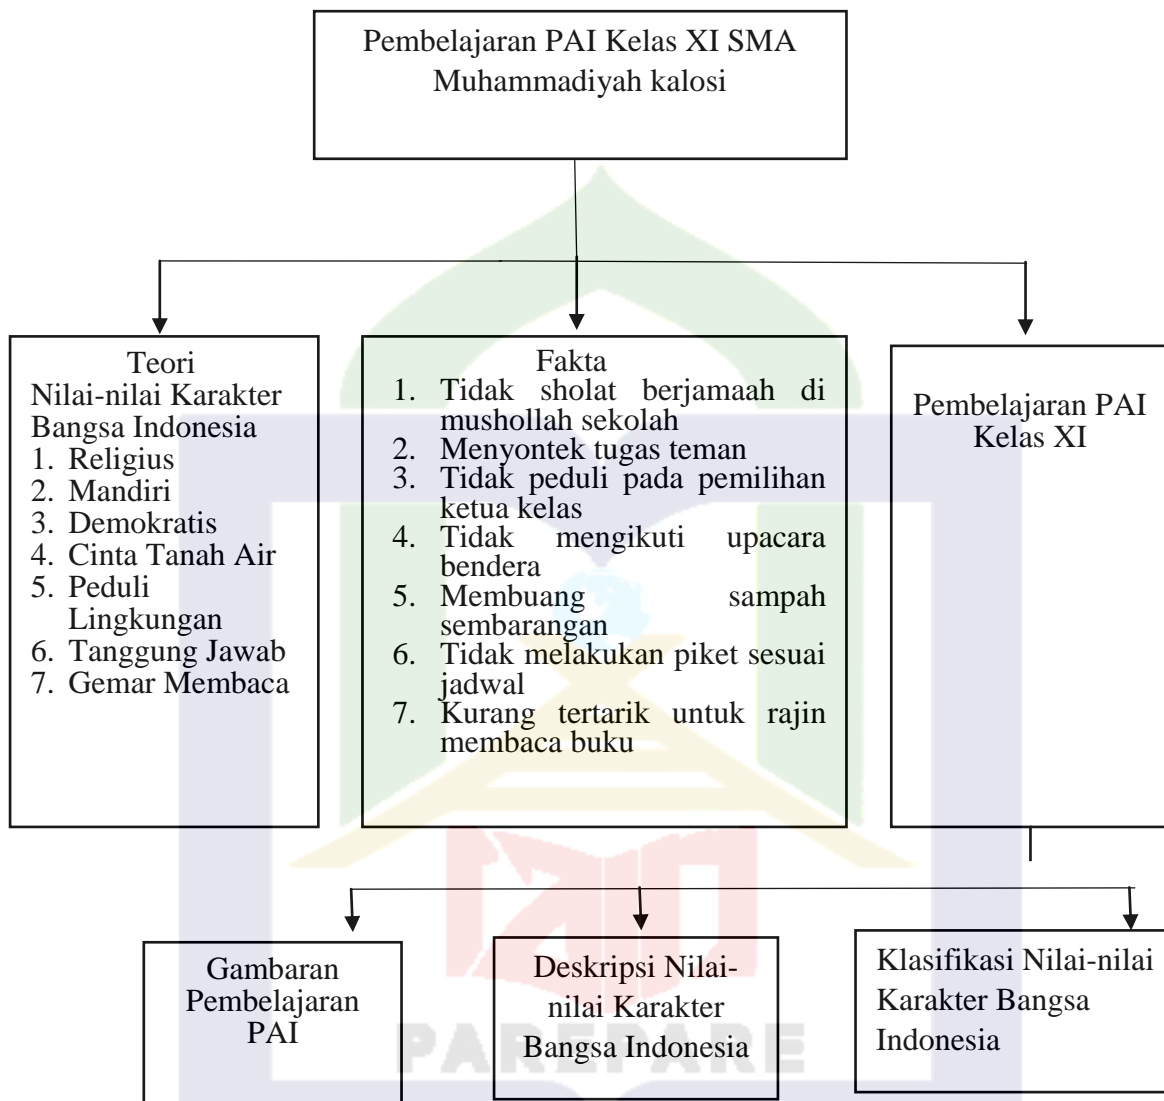 Pembelajaran PAI Kelas XI SMA
Muhammadiyah kalosi
Teori
Nilai-nilai Karakter
Bangsa Indonesia
1. Religius
2. Mandiri
3. Demokratis
4. Cinta Tanah Air
5. Peduli
Lingkungan
6. Tanggung Jawab
7. Gemar Membaca
Fakta
1. Tidak sholat berjamaah di
mushollah sekolah
2. Menyontek tugas teman
3. Tidak peduli pada pemilihan
ketua kelas
4. Tidak mengikuti upacara
bendera
5. Membuang sampah
sembarangan
6. Tidak melakukan piket sesuai
jadwal
7. Kurang tertarik untuk rajin
membaca buku
Pembelajaran PAI
Kelas XI
Gambaran
Pembelajaran
PAI
Deskripsi Nilai-
nilai Karakter
Bangsa Indonesia
Klasifikasi Nilai-nilai
Karakter Bangsa
Indonesia
PAREPARE